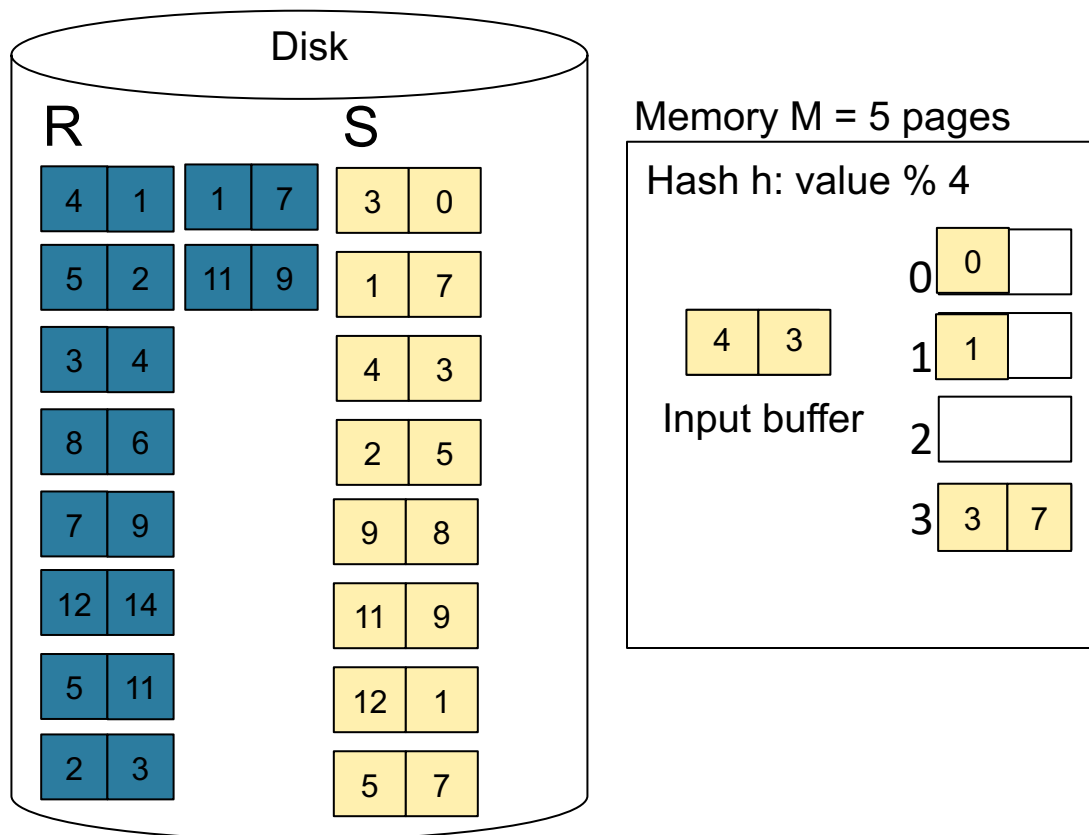 Disk
R S
4 1 1 7 3 0
5 2 11 9 1 7
3 4 4 3
8 6 2 5
7 9 9 8
12 14 11 9
5 11 12 1
2 3 5 7
Memory M = 5 pages
Hash h: value % 4
4 3
Input buffer
0 0
1 1
2
3 3 7